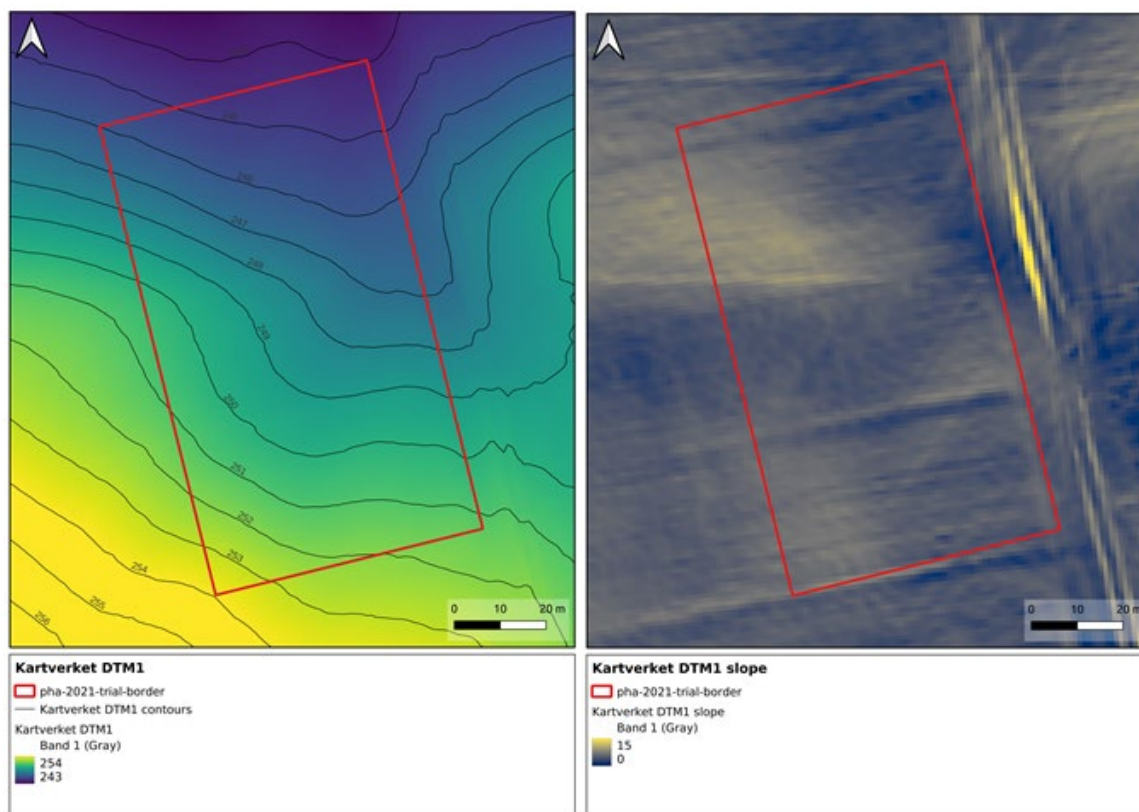 247
248
249
250
251
252
253
254
255
256
0 10 20 m
Kartverket DTM1
pha-2021-trial-border
Kartverket DTM1 contours
Kartverket DTM1
Band 1 (Gray)
254
243
0 10 20 m
Kartverket DTM1 slope
pha-2021-trial-border
Kartverket DTM1 slope
Band 1 (Gray)
15
0